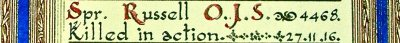 Spr. Russell O.J.S. 4468.
Killed in action. 27.11.16.